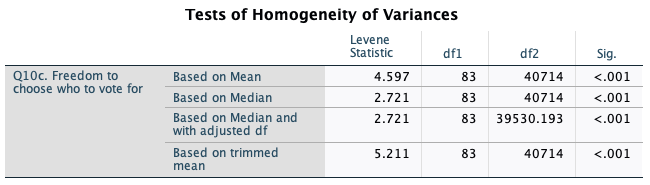 Tests of Homogeneity of Variances
Levene
Statistic df1 df2 Sig.
Q10c. Freedom to
choose who to vote for
Based on Mean 4.597 83 40714 <.001
Based on Median 2.721 83 40714 <.001
Based on Median and
with adjusted df
2.721 83 39530.193 <.001
Based on trimmed
mean
5.211 83 40714 <.001